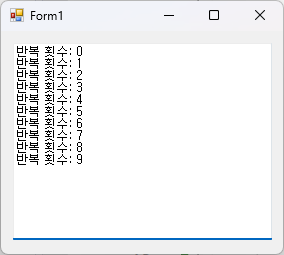 Form1
반복 횟수: 0
반복 횟수: 1
반복 횟수: 2
반복 횟수: 3
반복 횟수: 4
반복 횟수: 5
반복 횟수: 6
반복 횟수: 7
반복 횟수: 8
반복 횟수: 9